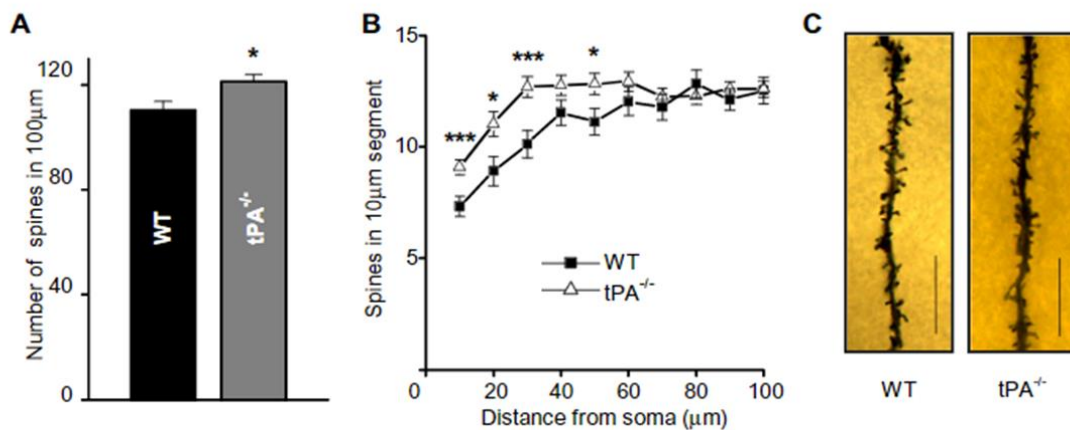 A
Number of spines in 100μm
120
80
40
0
*
WT
tPA-/-
B
Spines in 10μm segment
15
10
5
0
20
40
60
80
100
Distance from soma (μm)
***
*
***
*
WT
tPA-/-
C
WT
tPA-/-